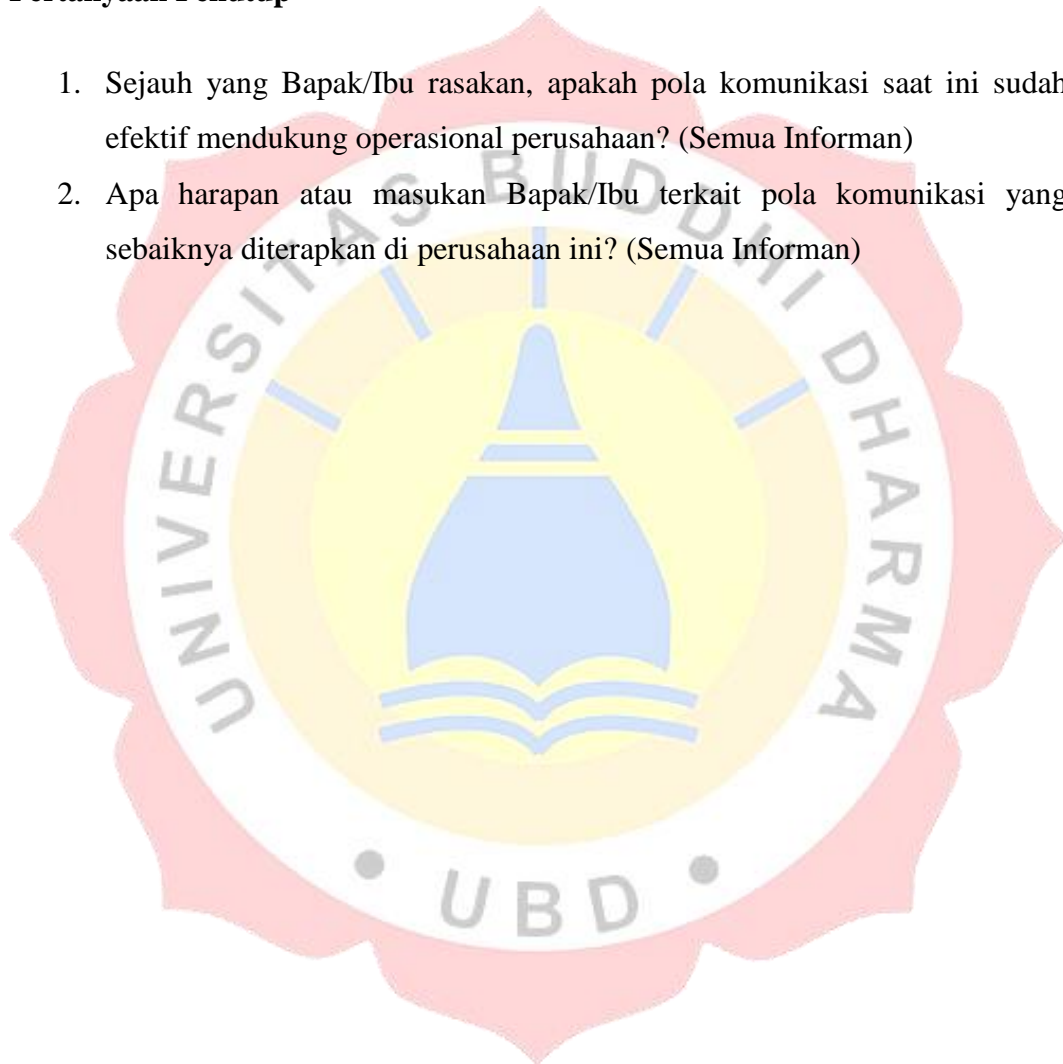 1. Sejauh yang Bapak/Ibu rasakan, apakah pola komunikasi saat ini sudah
efektif mendukung operasional perusahaan? (Semua Informan)
2. Apa harapan atau masukan Bapak/Ibu terkait pola komunikasi yang
sebaiknya diterapkan di perusahaan ini? (Semua Informan)
UNIVERSITAS BUDDHI DHARMA
• UBD •